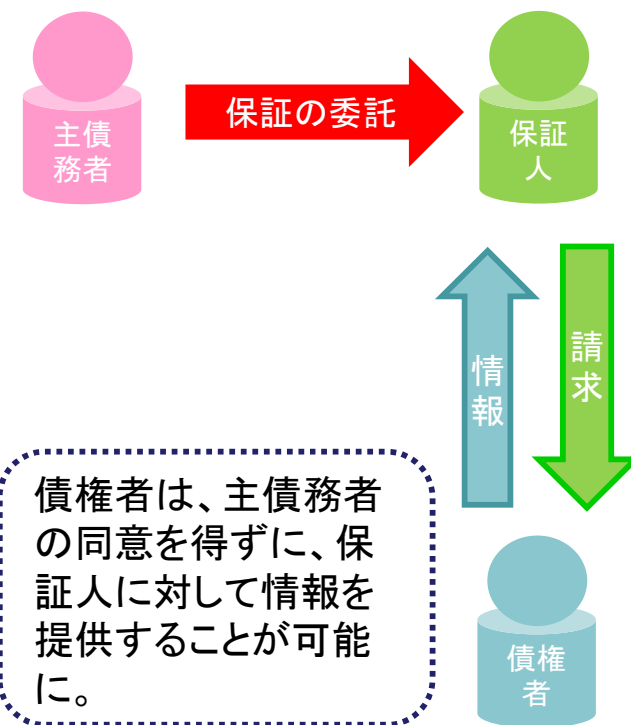 主債
務者
保証の委託
保証
人
情
報
請
求
債権者は、主債務者
の同意を得ずに、保
証人に対して情報を
提供することが可能
に。
債権
者